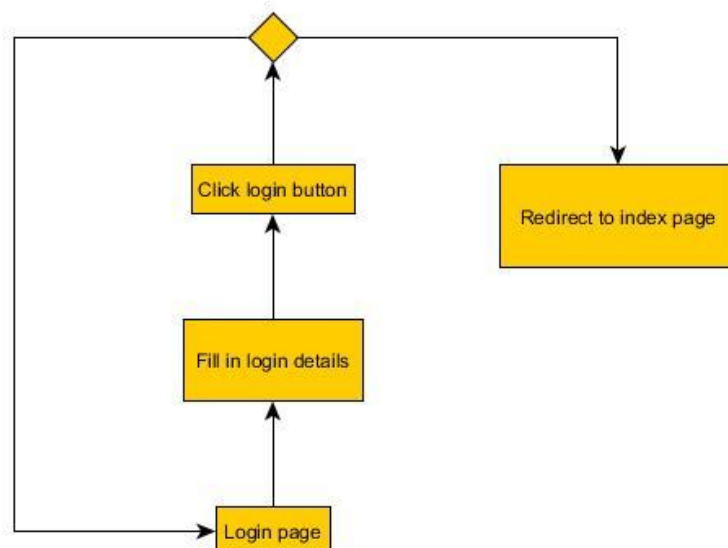 Click login button
Redirect to index page
Fill in login details
Login page